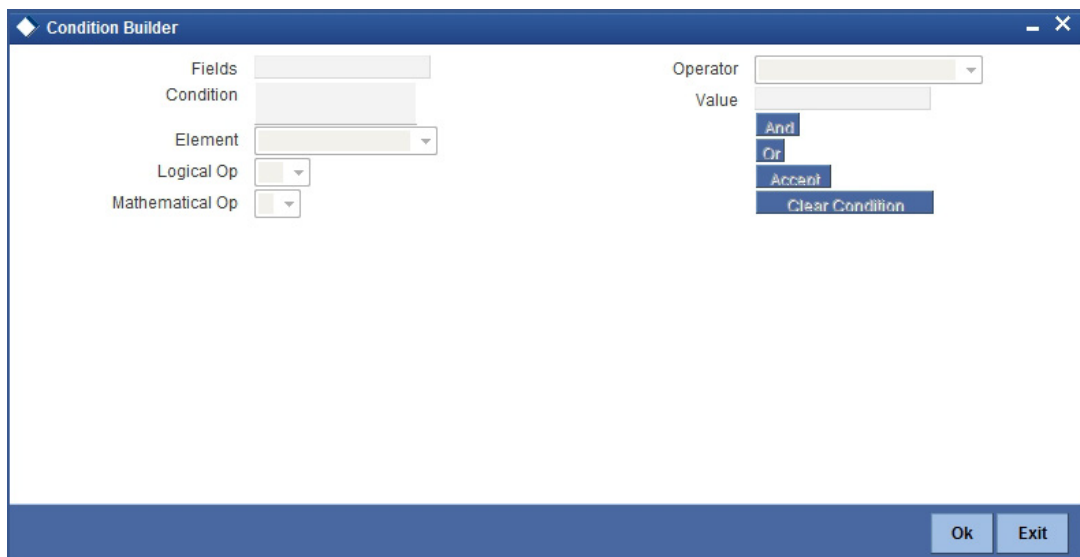 Condition Builder
Fields
Condition
Element
Logical Op
Mathematical Op
Operator
Value
And
Or
Accept
Clear Condition
Ok
Exit